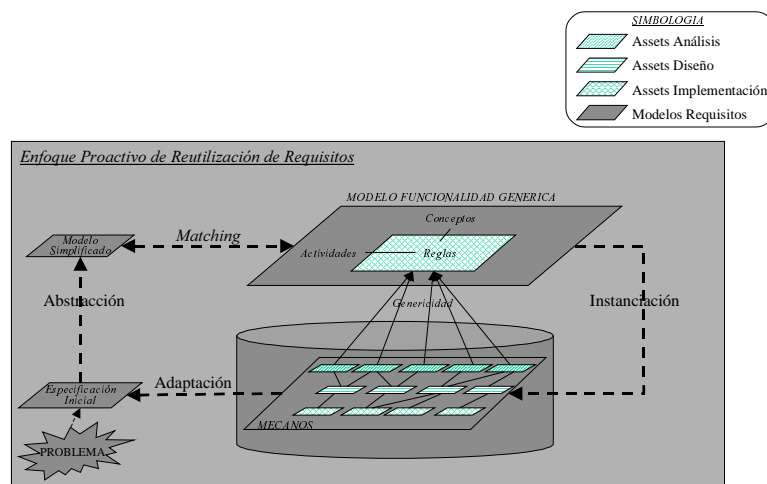 SIMBOLOGIA
Assets Análisis
Assets Diseño
Assets Implementación
Modelos Requisitos
Enfoque Proactivo de Reutilización de Requisitos
MODELO FUNCIONALIDAD GENERICA
Conceptos
Modelo
Simplificado
Matching
Actividades
Reglas
Abstracción
Genericidad
Instanciación
Especificación
Inicial
Adaptación
MECANOS
PROBLEMA